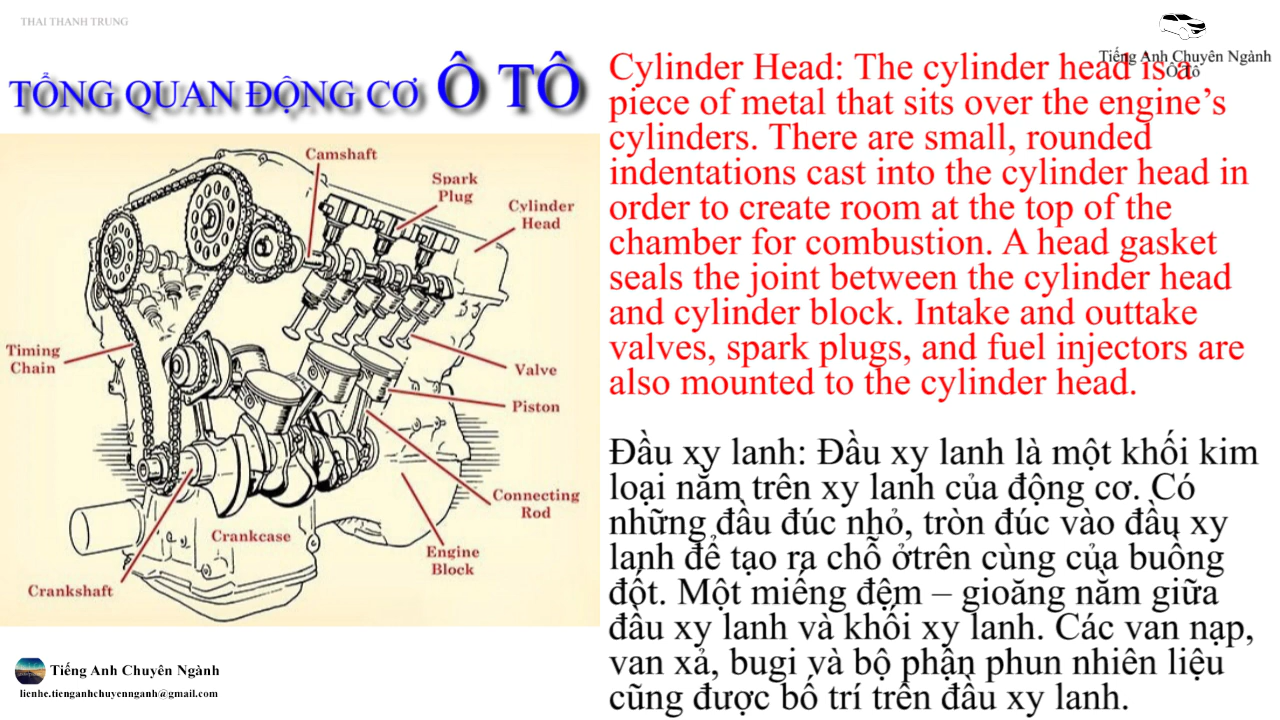 THAI THANH TRUNG
TỔNG QUAN ĐỘNG CƠ Ô TÔ
Camshaft
Spark
Plug
Cylinder
Head
Timing
Chain
Valve
Piston
Connecting
Rod
Crankcase
Engine
Block
Crankshaft
Tiếng Anh Chuyên Ngành
lienhe.tienganhchuyennganh@gmail.com
Tiếng Anh Chuyên Ngành
Ô Tô
Cylinder Head: The cylinder head is a
piece of metal that sits over the engine’s
cylinders. There are small, rounded
indentations cast into the cylinder head in
order to create room at the top of the
chamber for combustion. A head gasket
seals the joint between the cylinder head
and cylinder block. Intake and outtake
valves, spark plugs, and fuel injectors are
also mounted to the cylinder head.
Đầu xy lanh: Đầu xy lanh là một khối kim
loại nằm trên xy lanh của động cơ. Có
những đầu đúc nhỏ, tròn đúc vào đầu xy
lanh để tạo ra chỗ ởtrên cùng của buồng
đốt. Một miếng đệm – gioăng nằm giữa
đầu xy lanh và khối xy lanh. Các van nạp,
van xả, bugi và bộ phận phun nhiên liệu
cũng được bố trí trên đầu xy lanh.